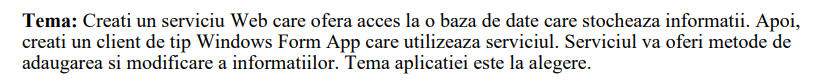 Tema: Creati un serviciu Web care ofera acces la o baza de date care stocheaza informatii. Apoi,
creati un client de tip Windows Form App care utilizeaza serviciul. Serviciul va oferi metode de
adaugarea si modificare a informatiilor. Tema aplicatiei este la alegere.